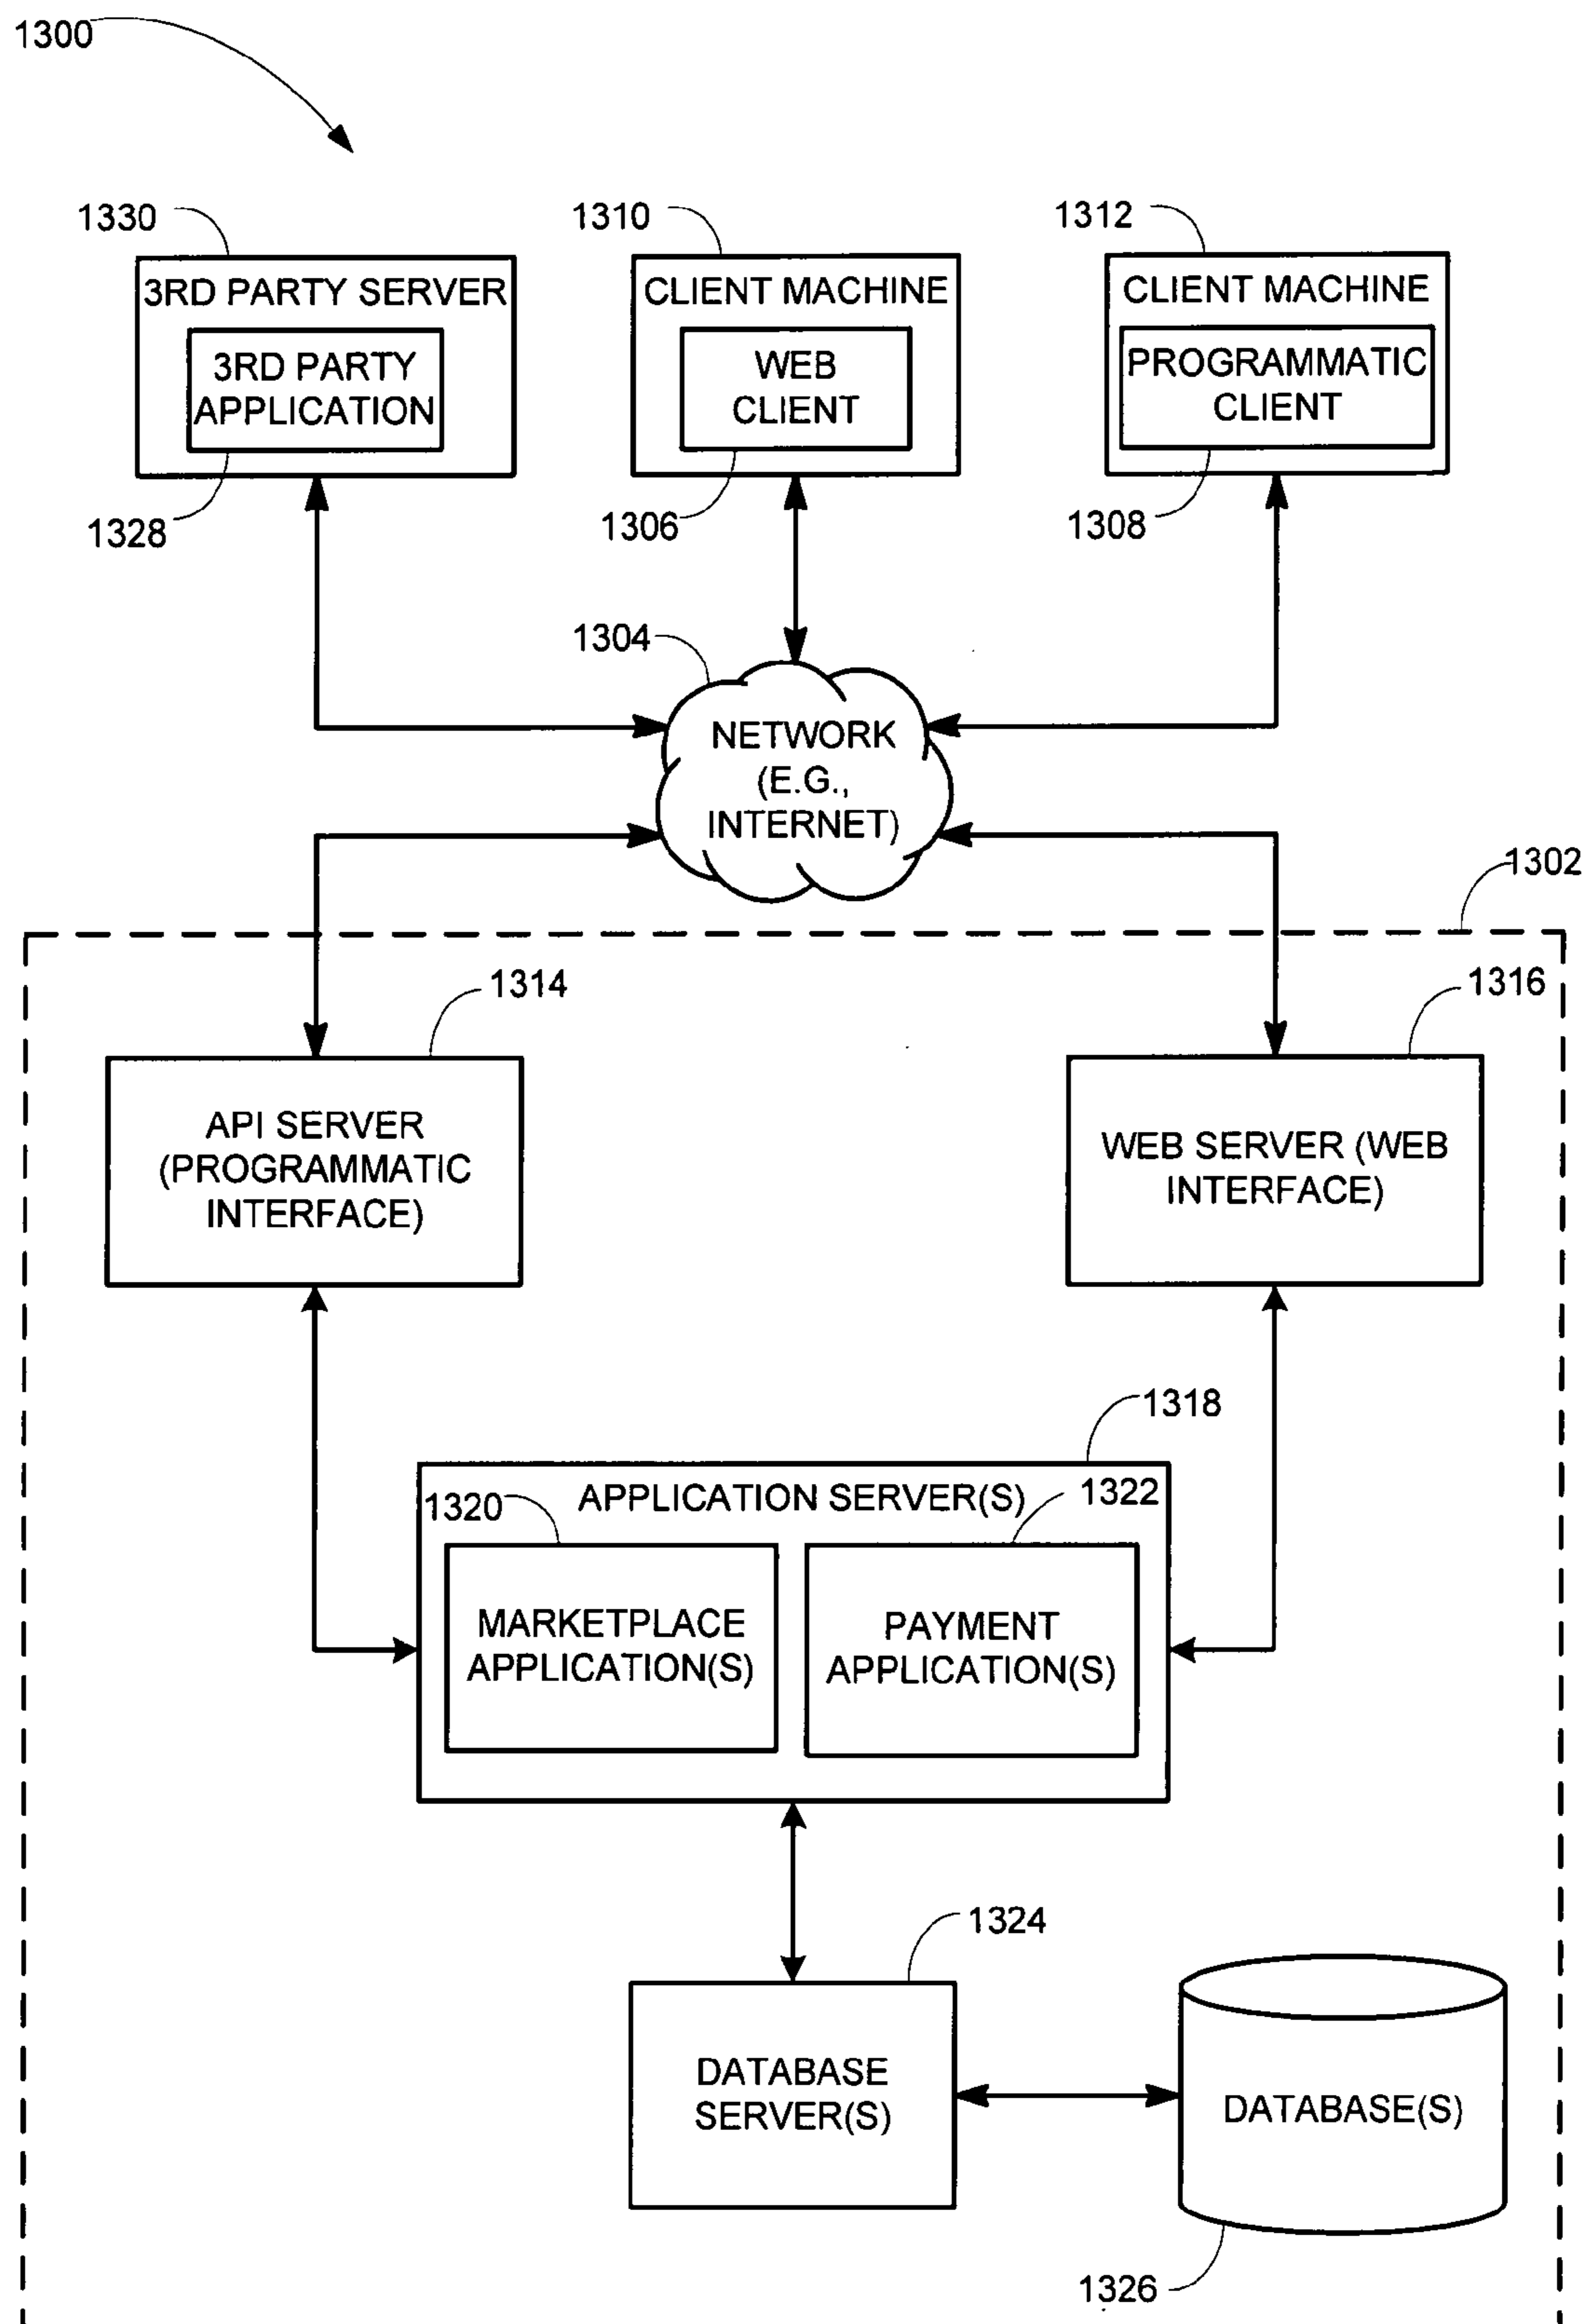 1300
1330
1310
1312
3RD PARTY SERVER
3RD PARTY
APPLICATION
1328
CLIENT MACHINE
WEB
CLIENT
1306
CLIENT MACHINE
PROGRAMMATIC
CLIENT
1308
1304
NETWORK
(E.G.,
INTERNET)
1302
1314
1316
API SERVER
(PROGRAMMATIC
INTERFACE)
WEB SERVER (WEB
INTERFACE)
1318
APPLICATION SERVER(S)
1320
1322
MARKETPLACE
APPLICATION(S)
PAYMENT
APPLICATION(S)
1324
DATABASE
SERVER(S)
DATABASE(S)
1326